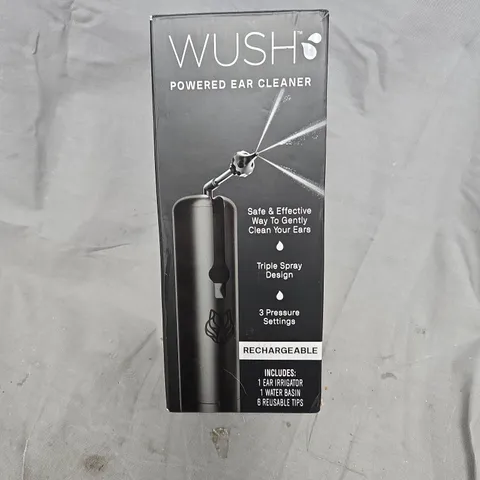 WUSH™
POWERED EAR CLEANER
Safe & Effective
Way To Gently
Clean Your Ears
Triple Spray
Design
3 Pressure
Settings
RECHARGEABLE
INCLUDES:
1 EAR IRRIGATOR
1 WATER BASIN
6 REUSABLE TIPS